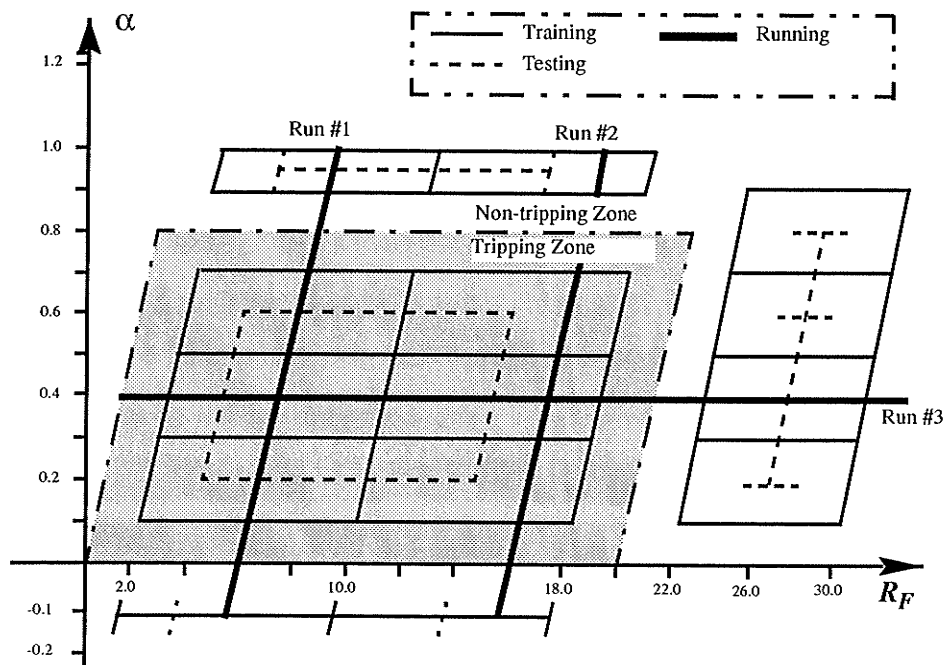 α
Training
Running
Testing
1.2
Run #1
Run #2
1.0
Non-tripping Zone
0.8
Tripping Zone
0.6
0.4
Run #3
0.2
2.0
10.0
18.0
22.0
26.0
30.0
R_F
-0.1
-0.2